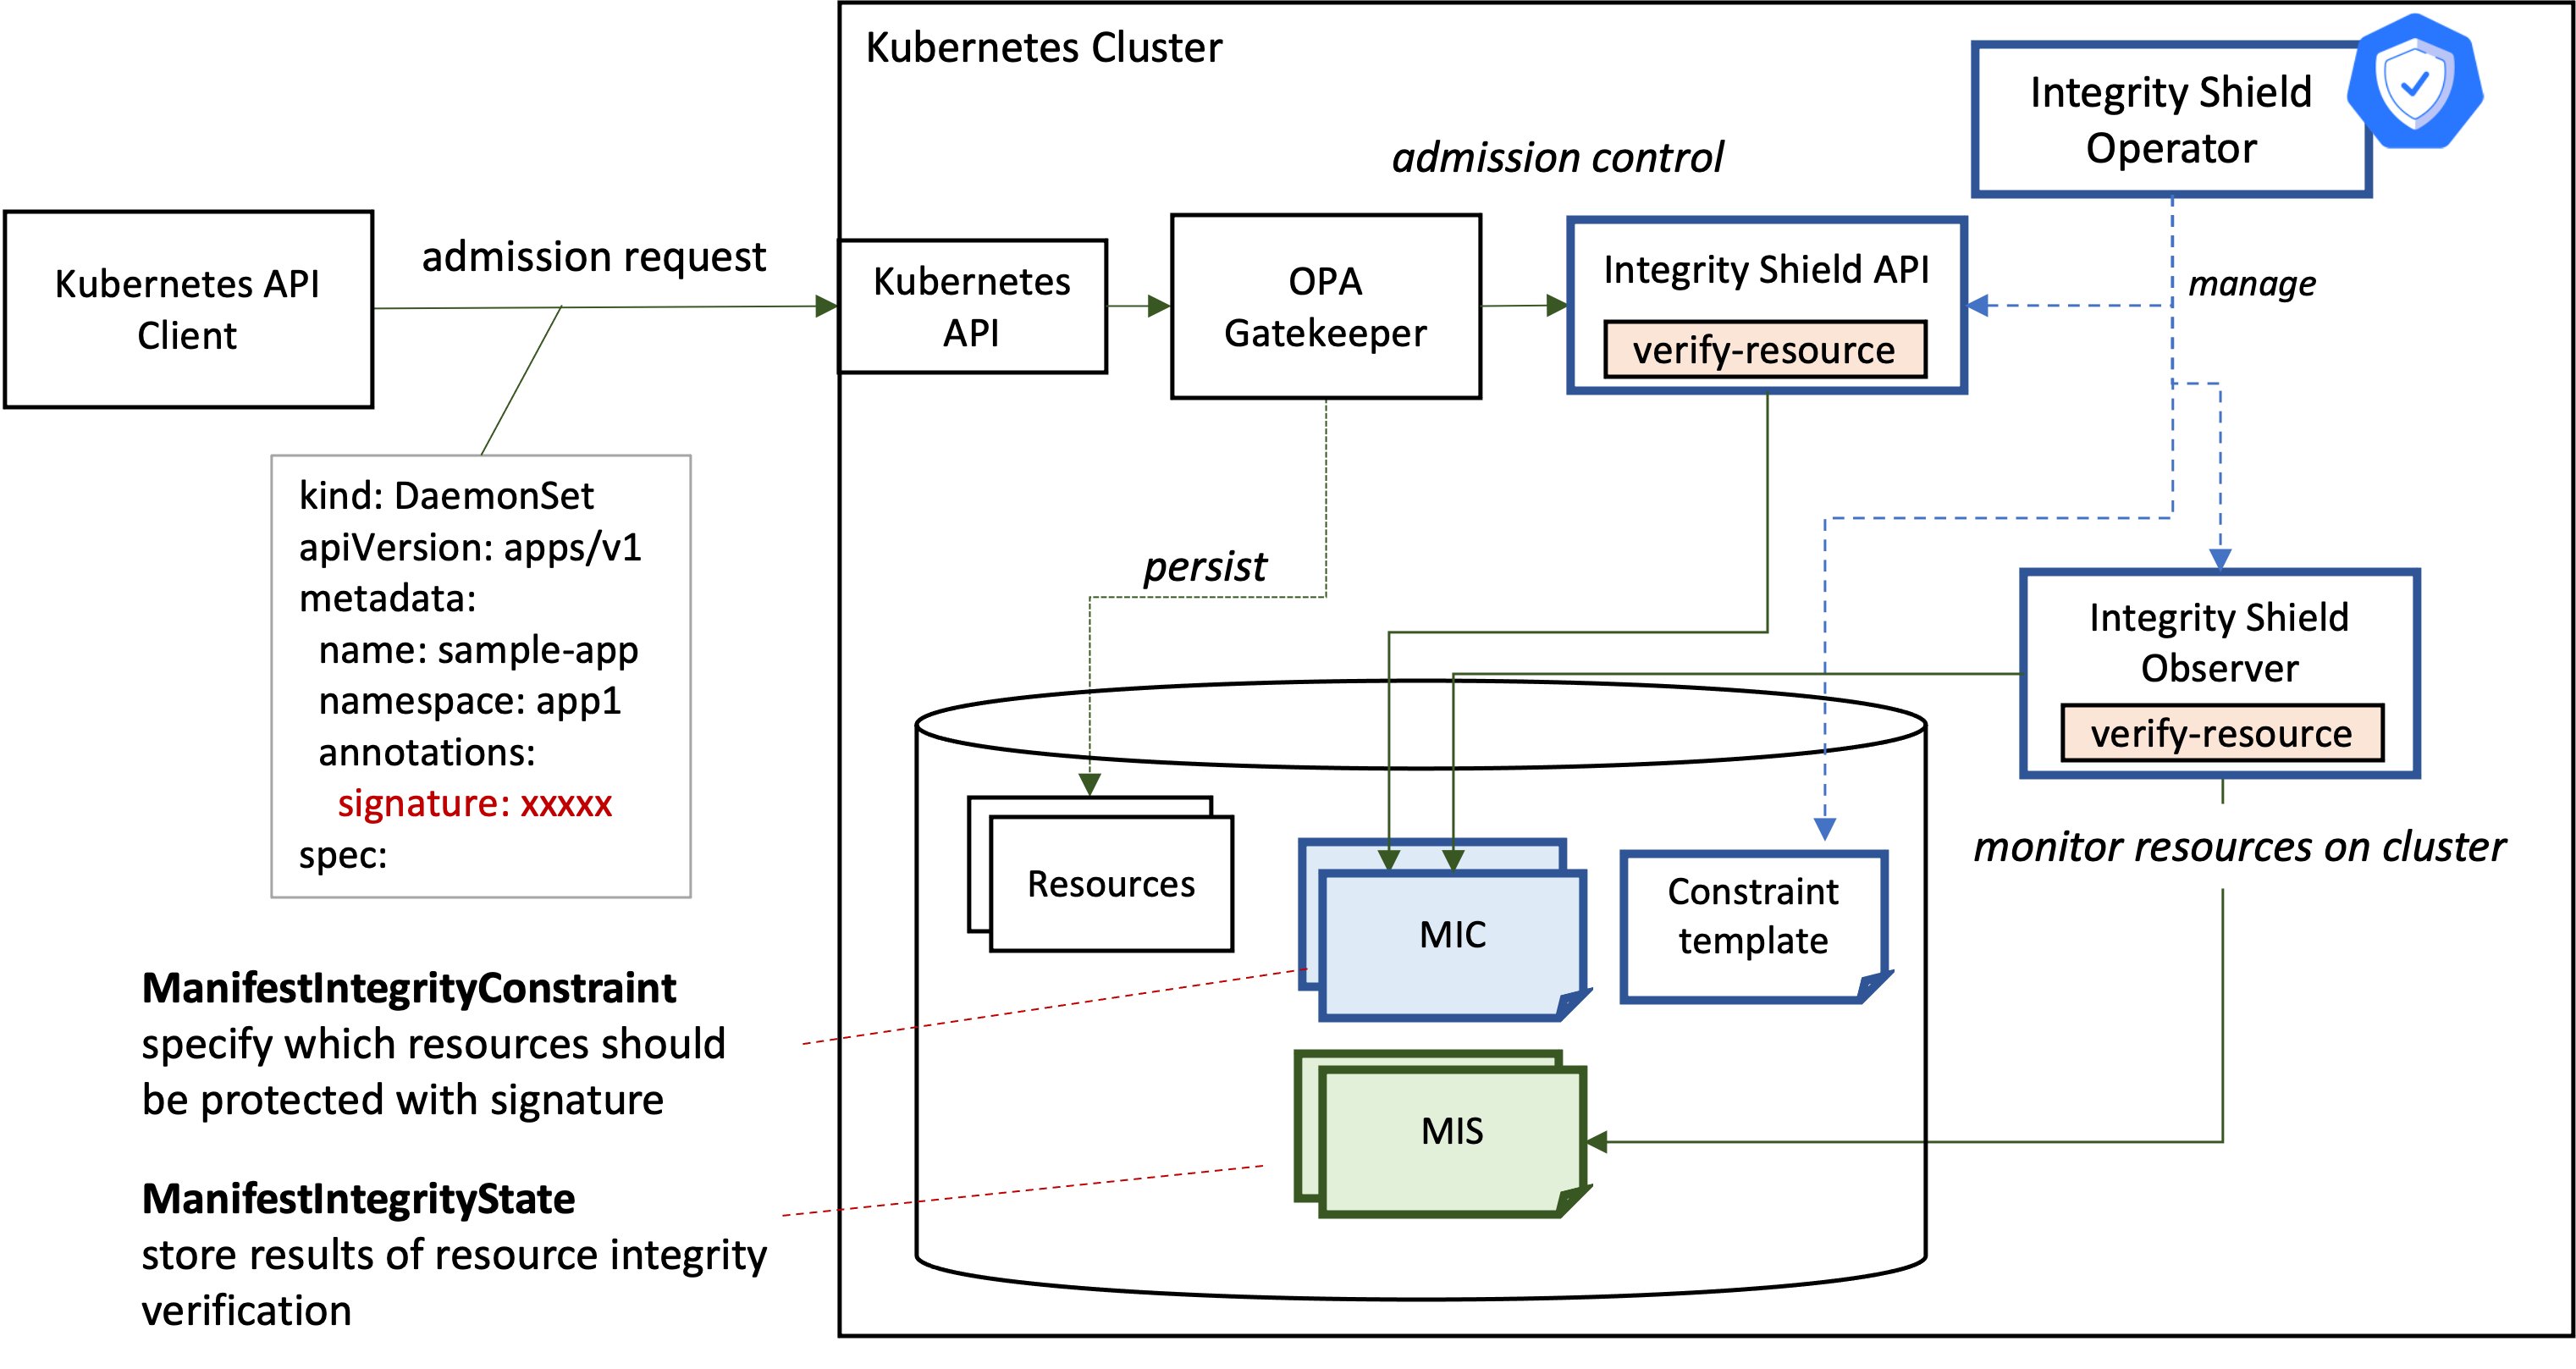 Kubernetes Cluster
Integrity Shield
Operator
admission control
Kubernetes API
Client
admission request
Kubernetes
API
OPA
Gatekeeper
Integrity Shield API
verify-resource
manage
kind: DaemonSet
apiVersion: apps/v1
metadata:
name: sample-app
namespace: app1
annotations:
signature: xxxxx
spec:
persist
Integrity Shield
Observer
verify-resource
monitor resources on cluster
Resources
MIC
Constraint
template
MIS
ManifestIntegrityConstraint
specify which resources should
be protected with signature
ManifestIntegrityState
store results of resource integrity
verification